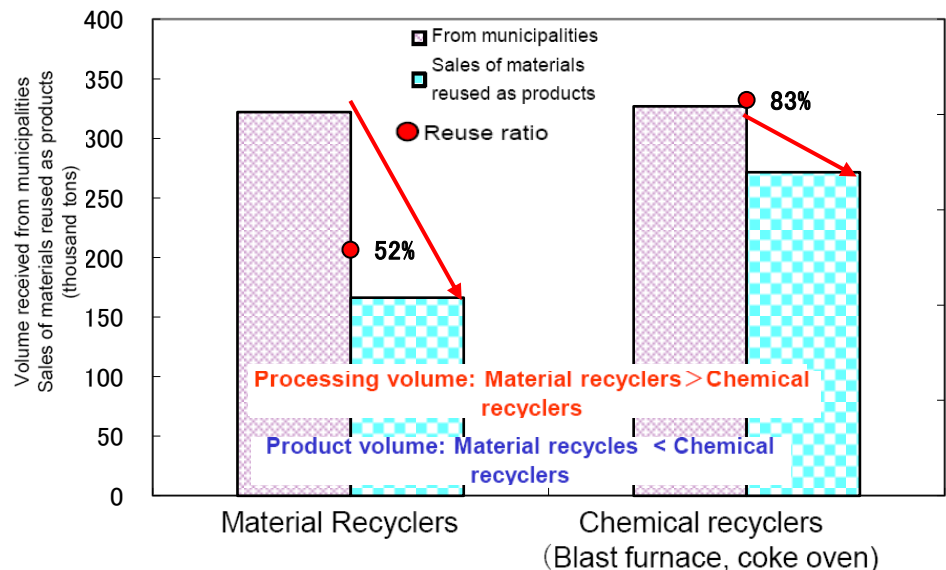 Volume received from municipalities
Sales of materials reused as products
(thousand tons)
400
350
300
250
200
150
100
50
0
From municipalities
Sales of materials
reused as products
Reuse ratio
52%
83%
Processing volume: Material recyclers＞Chemical
recyclers
Product volume: Material recycles < Chemical
recyclers
Material Recyclers
Chemical recyclers
（Blast furnace, coke oven)